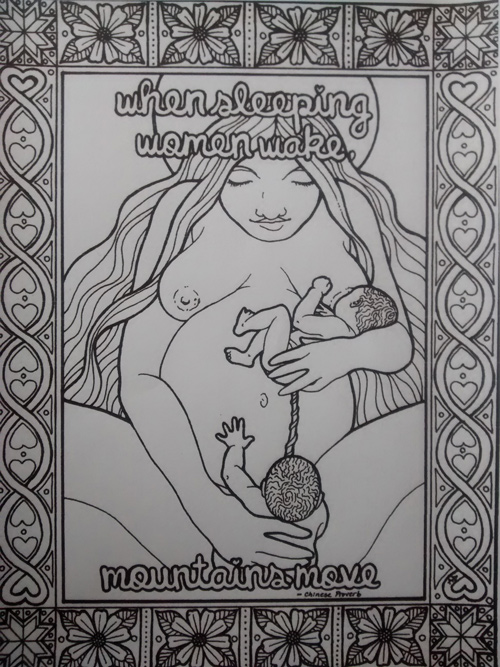 when sleeping
women wake,
mountains move
- Chinese Proverb